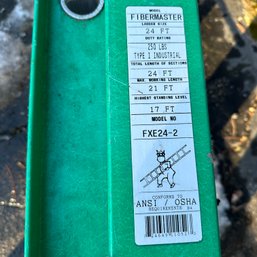 MODEL
FIBERMASTER
LADDER SIZE
24 FT
DUTY RATING
250 LBS
TYPE 1 INDUSTRIAL
TOTAL LENGTH OF SECTIONS
24 FT
MAX. WORKING LENGTH
21 FT
HIGHEST STANDING LEVEL
17 FT
MODEL NO
FXE24-2
CONFORMS TO
ANSI / OSHA
REQUIREMENTS